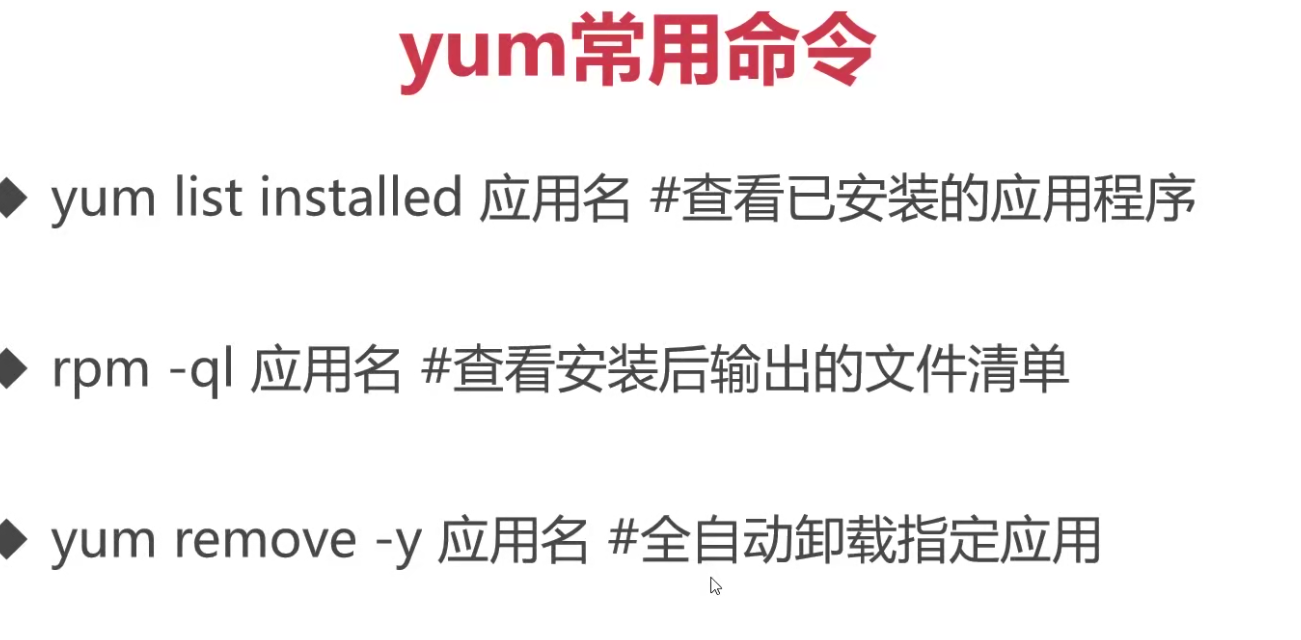 yum常用命令
◆ yum list installed 应用名 #查看已安装的应用程序
◆ rpm -ql 应用名 #查看安装后输出的文件清单
◆ yum remove -y 应用名 #全自动卸载指定应用